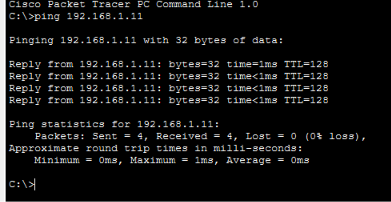 Cisco Packet Tracer PC Command Line 1.0
C:\>ping 192.168.1.11
Pinging 192.168.1.11 with 32 bytes of data:
Reply from 192.168.1.11: bytes=32 time=1ms TTL=128
Reply from 192.168.1.11: bytes=32 time<1ms TTL=128
Reply from 192.168.1.11: bytes=32 time<1ms TTL=128
Reply from 192.168.1.11: bytes=32 time<1ms TTL=128
Ping statistics for 192.168.1.11:
Packets: Sent = 4, Received = 4, Lost = 0 (0% loss),
Approximate round trip times in milli-seconds:
Minimum = 0ms, Maximum = 1ms, Average = 0ms
C:\>